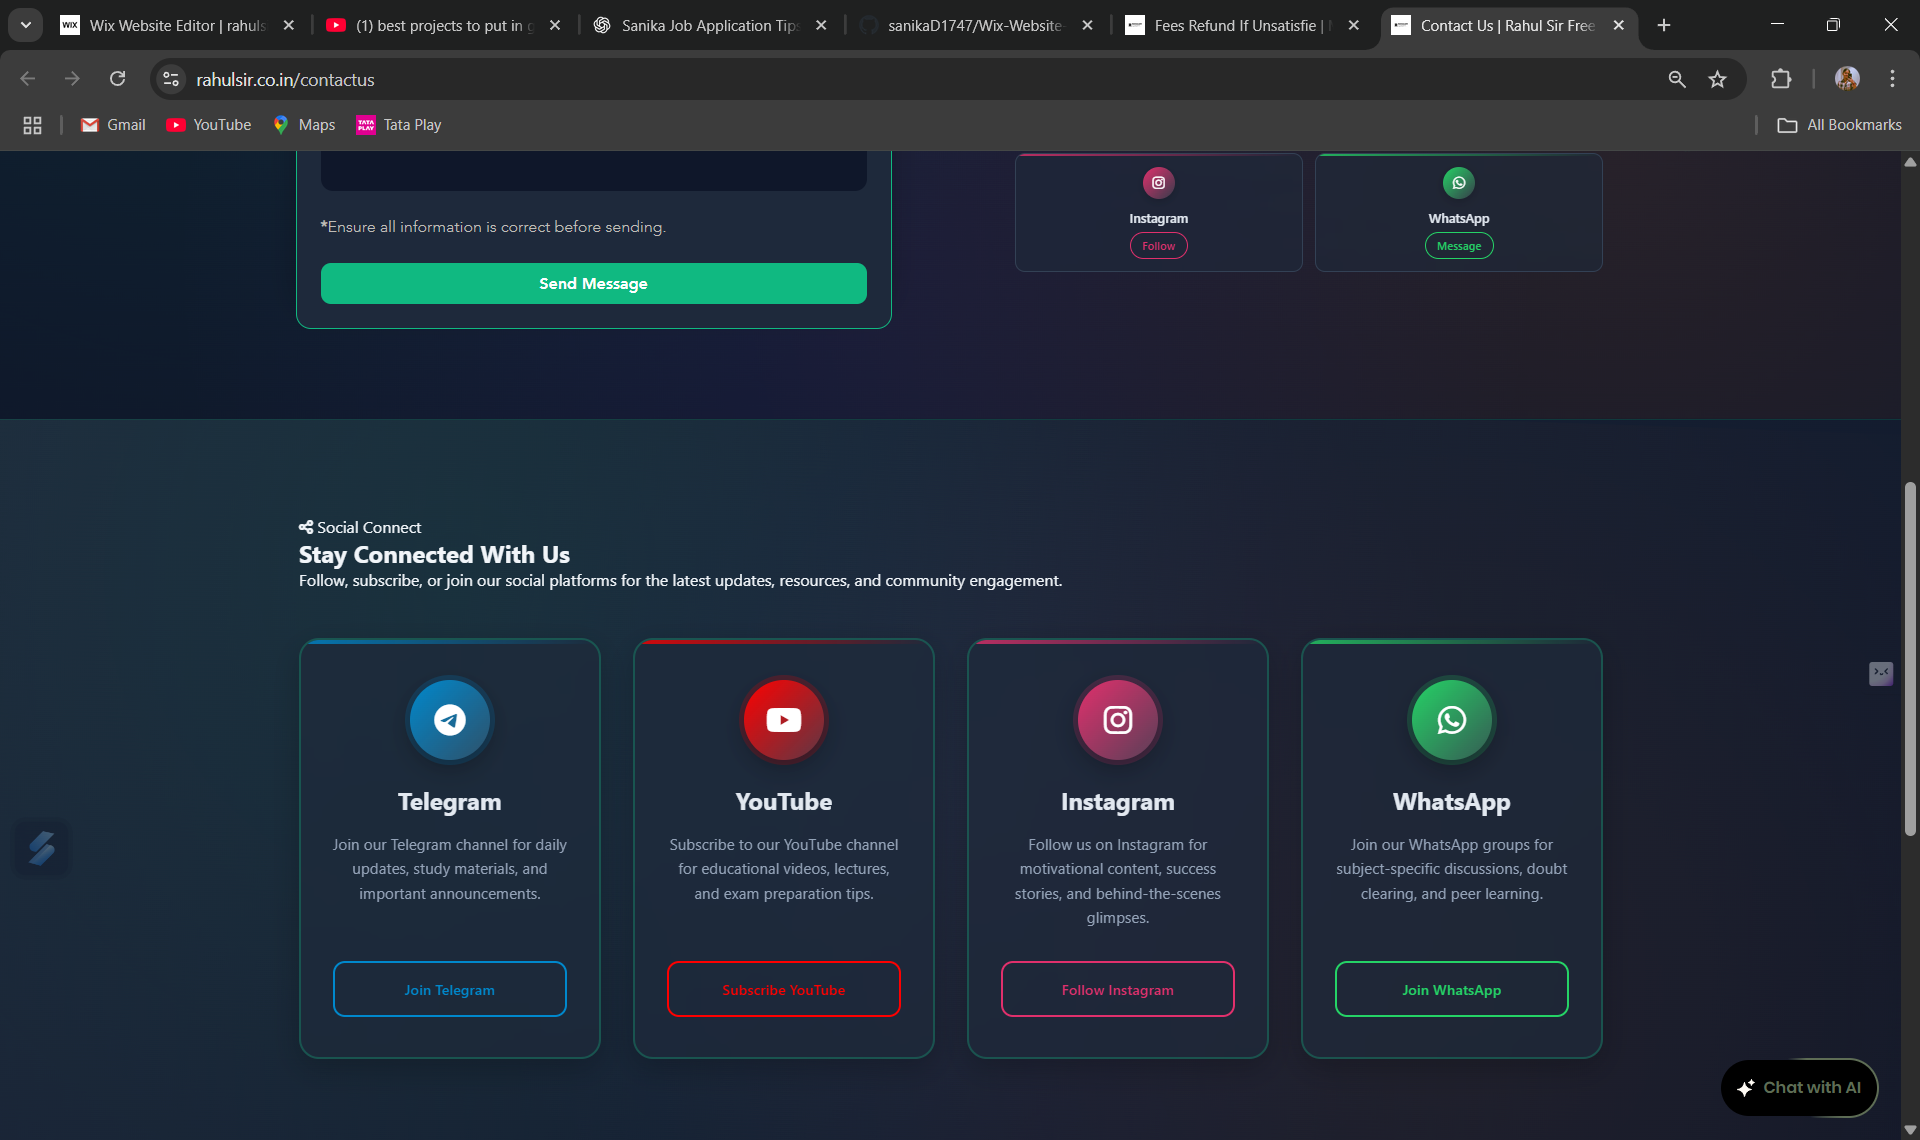 WIX Wix Website Editor | rahuls
(1) best projects to put in g
Sanika Job Application Tips
sanikaD1747/Wix-Website-
Fees Refund If Unsatisfie |
Contact Us | Rahul Sir Free
rahulsir.co.in/contactus
Gmail
YouTube
Maps
TATA PLAY Tata Play
All Bookmarks
*Ensure all information is correct before sending.
Send Message
Instagram
Follow
WhatsApp
Message
Social Connect
Stay Connected With Us
Follow, subscribe, or join our social platforms for the latest updates, resources, and community engagement.
Telegram
Join our Telegram channel for daily
updates, study materials, and
important announcements.
Join Telegram
YouTube
Subscribe to our YouTube channel
for educational videos, lectures,
and exam preparation tips.
Subscribe YouTube
Instagram
Follow us on Instagram for
motivational content, success
stories, and behind-the-scenes
glimpses.
Follow Instagram
WhatsApp
Join our WhatsApp groups for
subject-specific discussions, doubt
clearing, and peer learning.
Join WhatsApp
Chat with AI